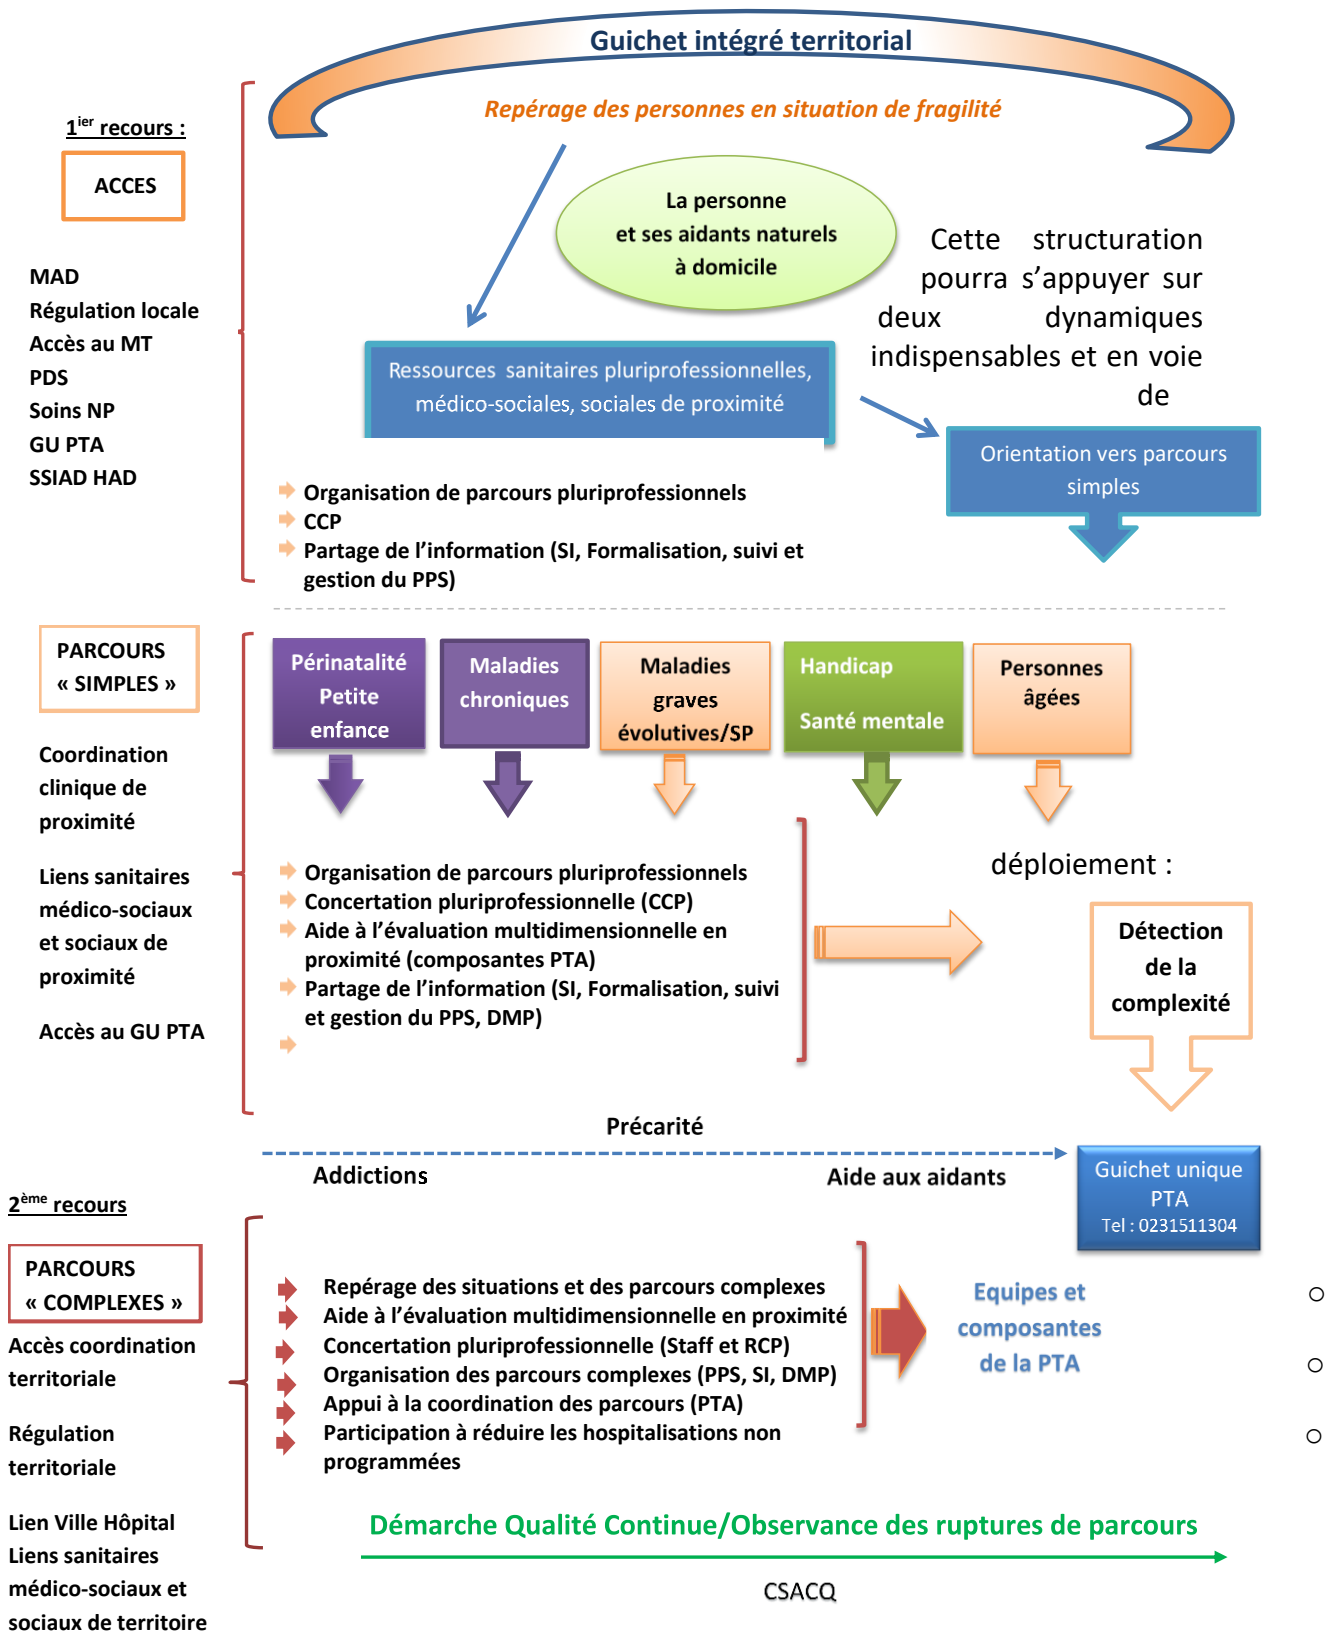 Guichet intégré territorial
Repérage des personnes en situation de fragilité
1ier recours :
ACCES
MAD
Régulation locale
Accès au MT
PDS
Soins NP
GU PTA
SSIAD HAD
La personne
et ses aidants naturels
à domicile
Cette structuration
pourra s’appuyer sur
deux dynamiques
indispensables et en voie
de
Ressources sanitaires pluriprofessionnelles,
médico-sociales, sociales de proximité
Orientation vers parcours
simples
Organisation de parcours pluriprofessionnels
CCP
Partage de l’information (SI, Formalisation, suivi et
gestion du PPS)
PARCOURS
« SIMPLES »
Coordination
clinique de
proximité
Liens sanitaires
médico-sociaux
et sociaux de
proximité
Accès au GU PTA
Périnatalité
Petite
enfance
Maladies
chroniques
Maladies
graves
évolutives/SP
Handicap
Santé mentale
Personnes
âgées
Organisation de parcours pluriprofessionnels
Concertation pluriprofessionnelle (CCP)
Aide à l’évaluation multidimensionnelle en
proximité (composantes PTA)
Partage de l’information (SI, Formalisation, suivi
et gestion du PPS, DMP)
déploiement :
Détection
de la
complexité
Précarité
Addictions
Aide aux aidants
Guichet unique
PTA
Tel : 0231511304
2ème recours
PARCOURS
« COMPLEXES »
Accès coordination
territoriale
Régulation
territoriale
Lien Ville Hôpital
Liens sanitaires
médico-sociaux et
sociaux de territoire
Repérage des situations et des parcours complexes
Aide à l’évaluation multidimensionnelle en proximité
Concertation pluriprofessionnelle (Staff et RCP)
Organisation des parcours complexes (PPS, SI, DMP)
Appui à la coordination des parcours (PTA)
Participation à réduire les hospitalisations non
programmées
Equipes et
composantes
de la PTA
Démarche Qualité Continue/Observance des ruptures de parcours
CSACQ